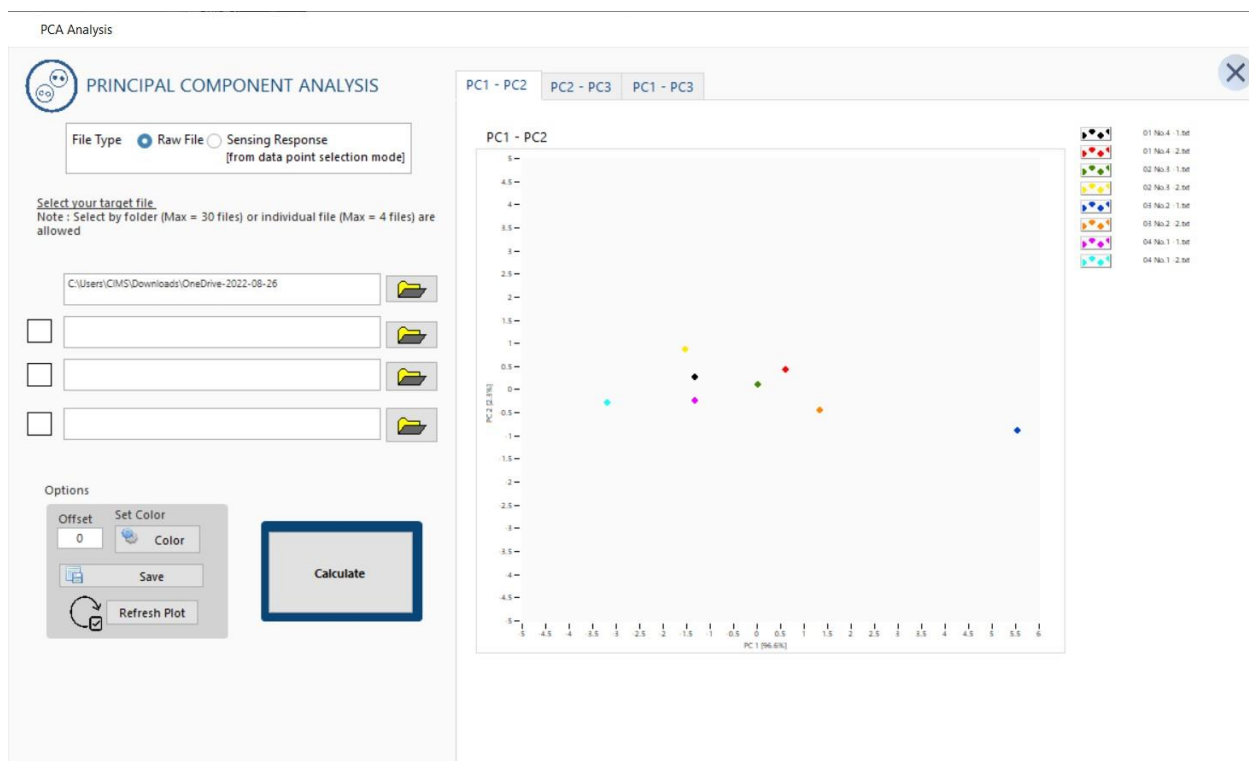 PCA Analysis
PRINCIPAL COMPONENT ANALYSIS
File Type Raw File Sensing Response
[from data point selection mode]
Select your target file
Note : Select by folder (Max = 30 files) or individual file (Max = 4 files) are
allowed
C:\Users\CIMS\Downloads\OneDrive-2022-08-26
Options
Offset
Set Color
0
Color
Save
Refresh Plot
Calculate
PC1 - PC2
PC2 - PC3
PC1 - PC3
PC1 - PC2
5
4.5
4
3.5
3
2.5
2
1.5
1
0.5
0
-0.5
-1
-1.5
-2
-2.5
-3
-3.5
-4
-4.5
-5
PC 2 [2.3%]
-5 -4.5 -4 -3.5 -3 -2.5 -2 -1.5 -1 -0.5 0 0.5 1 1.5 2 2.5 3 3.5 4 4.5 5 5.5 6
PC 1 [96.6%]
01 No.4 - 1.txt
01 No.4 - 2.txt
02 No.3 - 1.txt
02 No.3 - 2.txt
03 No.2 - 1.txt
03 No.2 - 2.txt
04 No.1 - 1.txt
04 No.1 - 2.txt